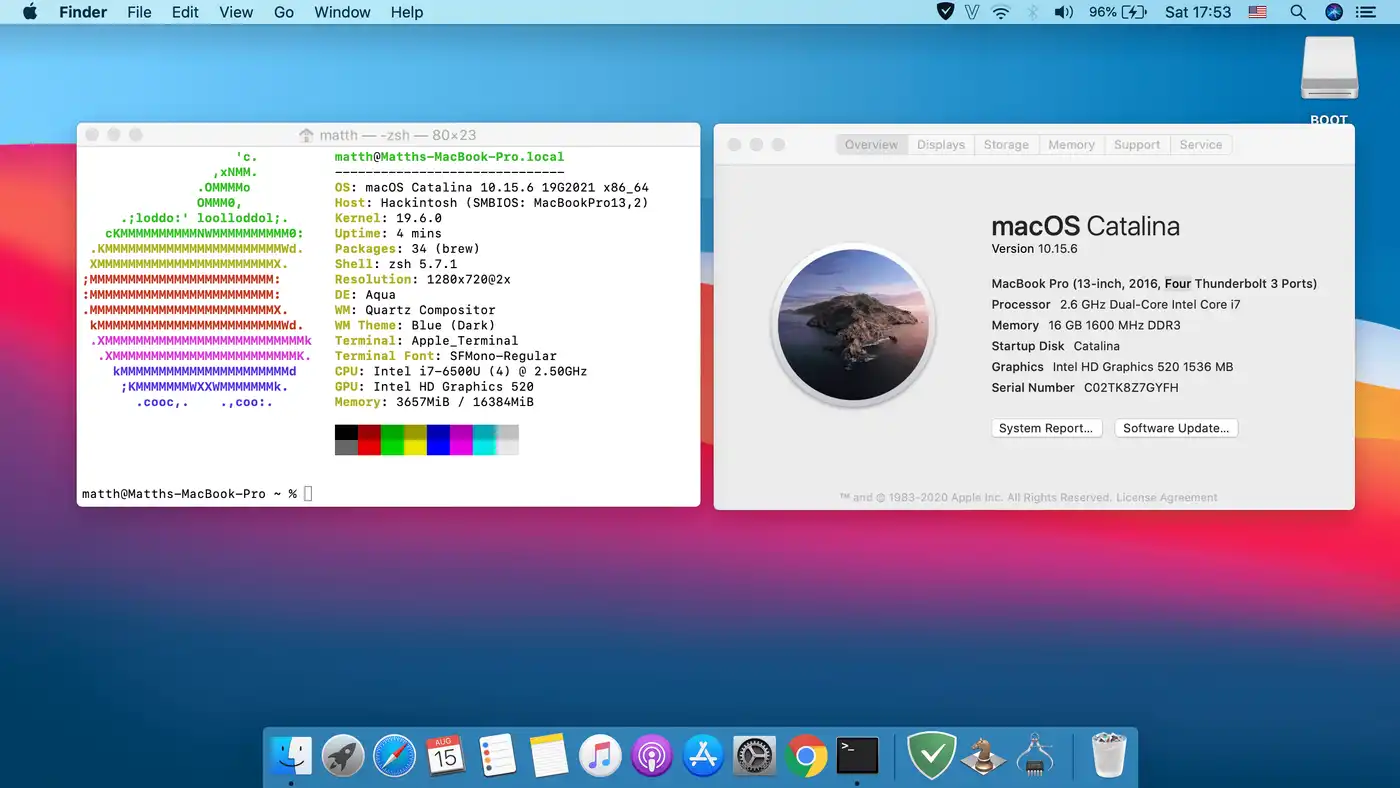 Finder File Edit View Go Window Help
V 96% Sat 17:53
BOOT
matth — -zsh — 80×23
'c.
,xNMM.
.OMMMMo
OMMM0,
.;loddo:' loolloddol;.
cKMMMMMMMMMMNWMMMMMMMMMM0:
.KMMMMMMMMMMMMMMMMMMMMMMMWd.
XMMMMMMMMMMMMMMMMMMMMMMMX.
;MMMMMMMMMMMMMMMMMMMMMMMM:
:MMMMMMMMMMMMMMMMMMMMMMMM:
.MMMMMMMMMMMMMMMMMMMMMMMMX.
kMMMMMMMMMMMMMMMMMMMMMMMMWd.
.XMMMMMMMMMMMMMMMMMMMMMMMMMMk
.XMMMMMMMMMMMMMMMMMMMMMMMMK.
kMMMMMMMMMMMMMMMMMMMMMMd
;KMMMMMMMWXXWMMMMMMMk.
.cooc,. .,coo:.
matth@Matths-MacBook-Pro.local
------------------------------
OS: macOS Catalina 10.15.6 19G2021 x86_64
Host: Hackintosh (SMBIOS: MacBookPro13,2)
Kernel: 19.6.0
Uptime: 4 mins
Packages: 34 (brew)
Shell: zsh 5.7.1
Resolution: 1280x720@2x
DE: Aqua
WM: Quartz Compositor
WM Theme: Blue (Dark)
Terminal: Apple_Terminal
Terminal Font: SFMono-Regular
CPU: Intel i7-6500U (4) @ 2.50GHz
GPU: Intel HD Graphics 520
Memory: 3657MiB / 16384MiB
matth@Matths-MacBook-Pro ~ %
Overview Displays Storage Memory Support Service
macOS Catalina
Version 10.15.6
MacBook Pro (13-inch, 2016, Four Thunderbolt 3 Ports)
Processor 2.6 GHz Dual-Core Intel Core i7
Memory 16 GB 1600 MHz DDR3
Startup Disk Catalina
Graphics Intel HD Graphics 520 1536 MB
Serial Number C02TK8Z7GYFH
System Report... Software Update...
™ and © 1983-2020 Apple Inc. All Rights Reserved. License Agreement
AUG
15
>_